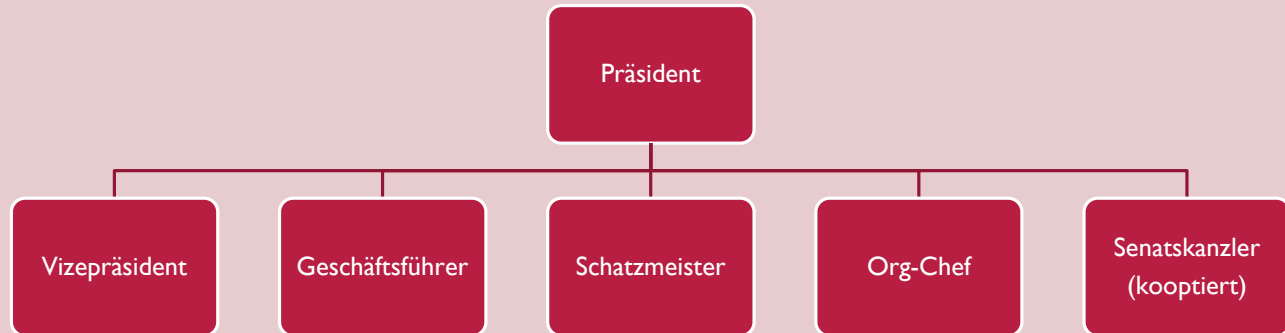 Präsident
Vizepräsident
Geschäftsführer
Schatzmeister
Org-Chef
Senatskanzler
(kooptiert)